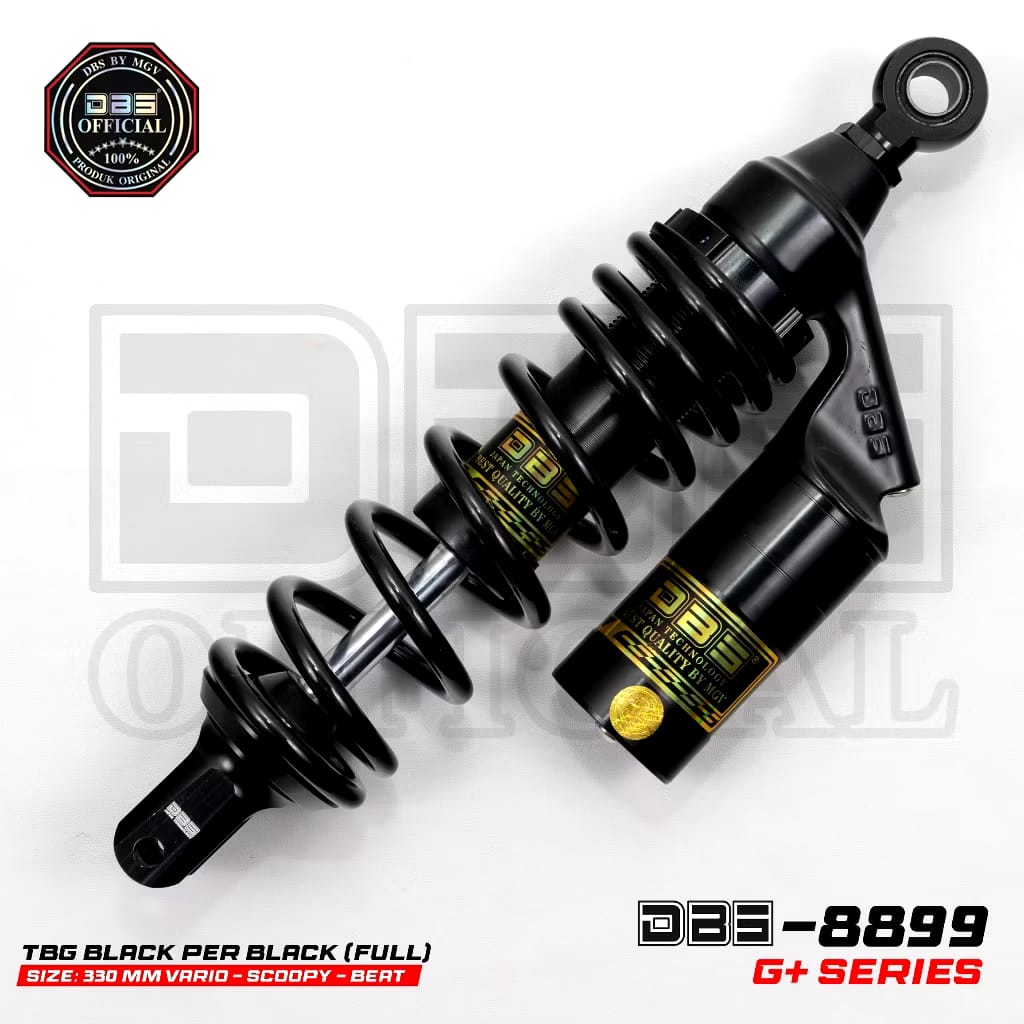 DBS BY MGV
DBS®
OFFICIAL
100%
PRODUK ORIGINAL
DBS
OFFICIAL
DBS
DBS
JAPAN TECHNOLOGY
BEST QUALITY BY MGV
DBS®
JAPAN TECHNOLOGY
BEST QUALITY BY MGV
DBS
TBG BLACK PER BLACK (FULL)
SIZE: 330 MM VARIO - SCOOPY - BEAT
DBS-8899
G+ SERIES